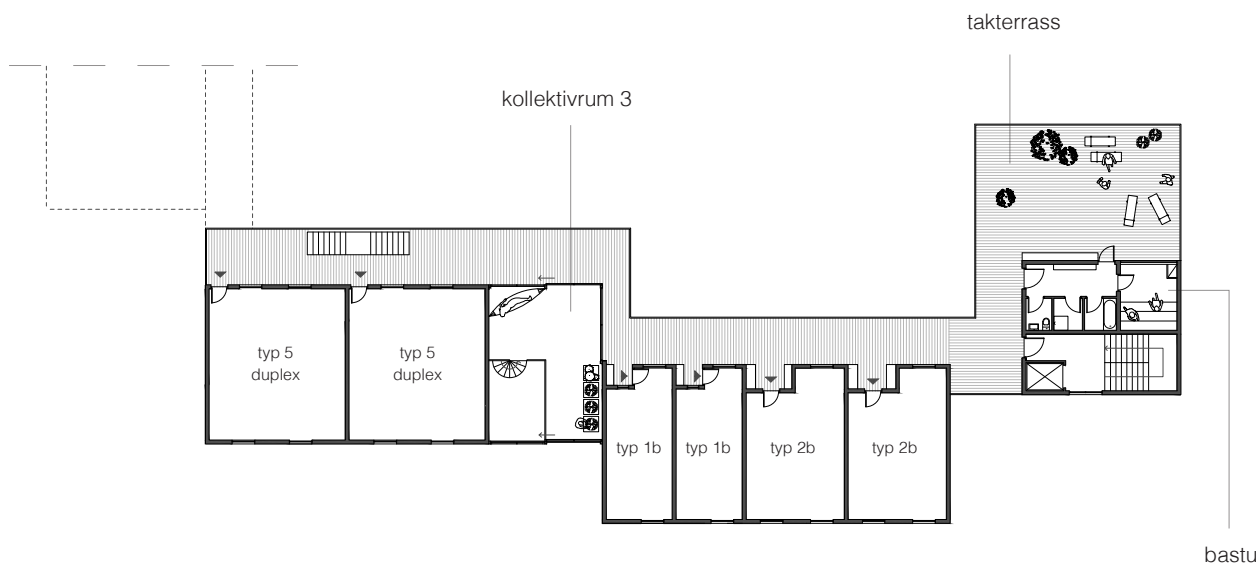 takterrass
kollektivrum 3
typ 5
duplex
typ 5
duplex
typ 1b
typ 1b
typ 2b
typ 2b
bastu